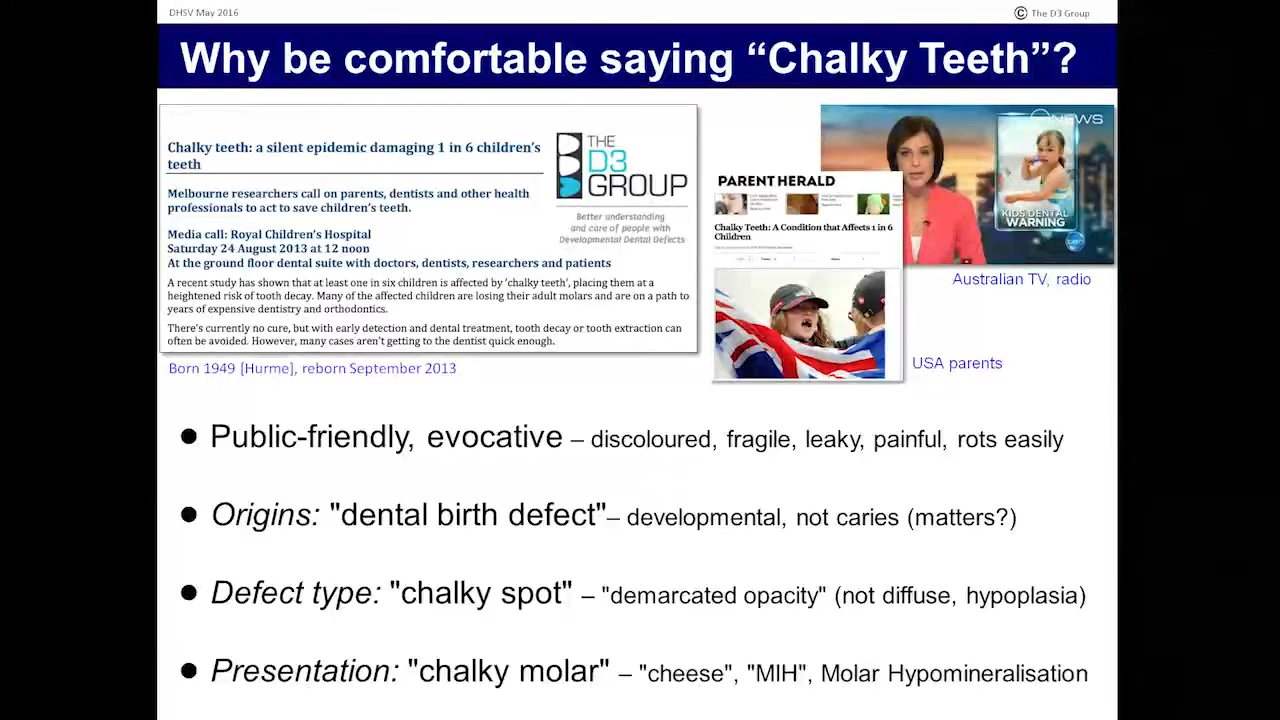 DHSV May 2016
© The D3 Group
Why be comfortable saying “Chalky Teeth”?
Chalky teeth: a silent epidemic damaging 1 in 6 children’s
teeth
Melbourne researchers call on parents, dentists and other health
professionals to act to save children’s teeth.
Media call: Royal Children’s Hospital
Saturday 24 August 2013 at 12 noon
At the ground floor dental suite with doctors, dentists, researchers and patients
A recent study has shown that at least one in six children is affected by ‘chalky teeth’, placing them at a
heightened risk of tooth decay. Many of the affected children are losing their adult molars and are on a path to
years of expensive dentistry and orthodontics.
There’s currently no cure, but with early detection and dental treatment, tooth decay or tooth extraction can
often be avoided. However, many cases aren’t getting to the dentist quick enough.
THE
D3
GROUP
Better understanding
and care of people with
Developmental Dental Defects
NEWS
KIDS DENTAL
WARNING
PARENT HERALD
Chalky Teeth: A Condition that Affects 1 in 6
Children
Australian TV, radio
USA parents
Born 1949 [Hurme], reborn September 2013
● Public-friendly, evocative – discoloured, fragile, leaky, painful, rots easily
● Origins: "dental birth defect"– developmental, not caries (matters?)
● Defect type: "chalky spot" – "demarcated opacity" (not diffuse, hypoplasia)
● Presentation: "chalky molar" – "cheese", "MIH", Molar Hypomineralisation